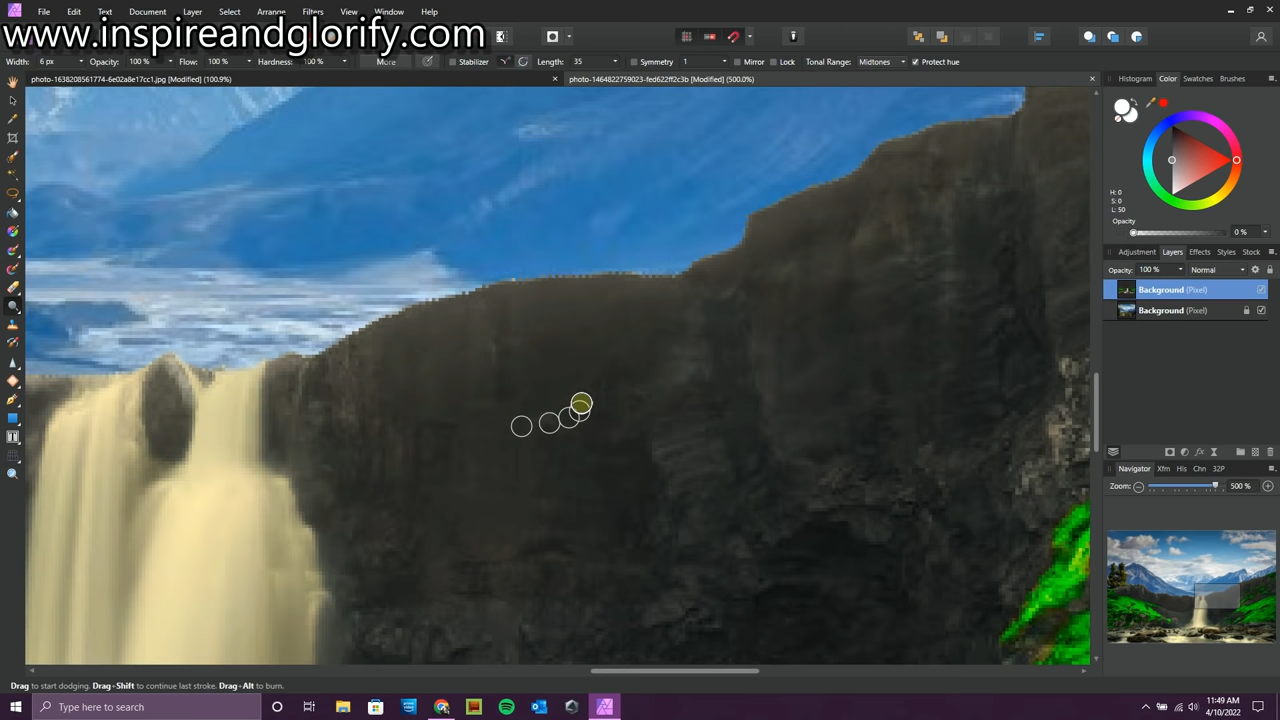 File Edit Text Document Layer Select Arrange Filters View Window Help
www.inspireandglorify.com
Width: 6 px Opacity: 100 % Flow: 100 % Hardness: 100 % More Stabilizer Length: 35 Symmetry 1 Mirror Lock Tonal Range: Midtones Protect hue
photo-1638208561774-6e02a8e17cc1.jpg [Modified] (100.9%)
photo-1464822759023-fed622ff2c3b [Modified] (500.0%)
Histogram Color Swatches Brushes
H: 0
S: 0
L: 50
Opacity
0 %
Adjustment Layers Effects Styles Stock
Opacity: 100 % Normal
Background (Pixel)
Background (Pixel)
Navigator Xfm His Chn 32P
Zoom: 500 %
Drag to start dodging. Drag+Shift to continue last stroke. Drag+Alt to burn.
Type here to search
11:49 AM
4/10/2022